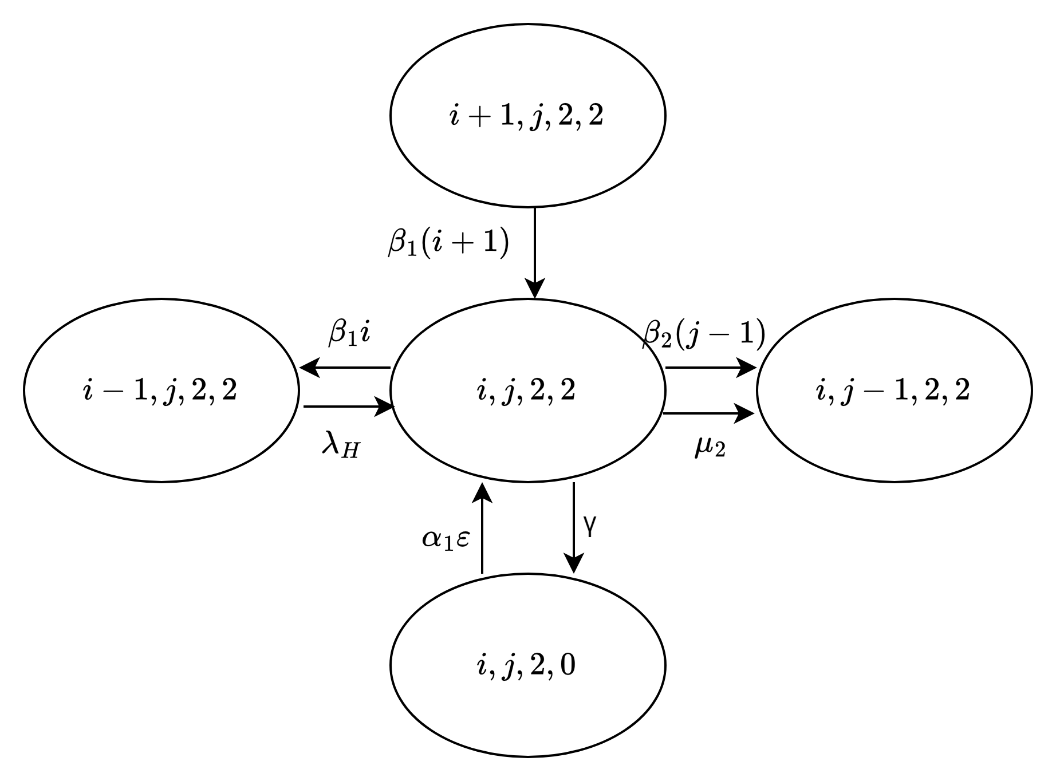 i + 1, j, 2, 2
β₁(i + 1)
β₁i
β₂(j − 1)
i − 1, j, 2, 2
i, j, 2, 2
i, j − 1, 2, 2
λ_H
μ₂
α₁ε
γ
i, j, 2, 0